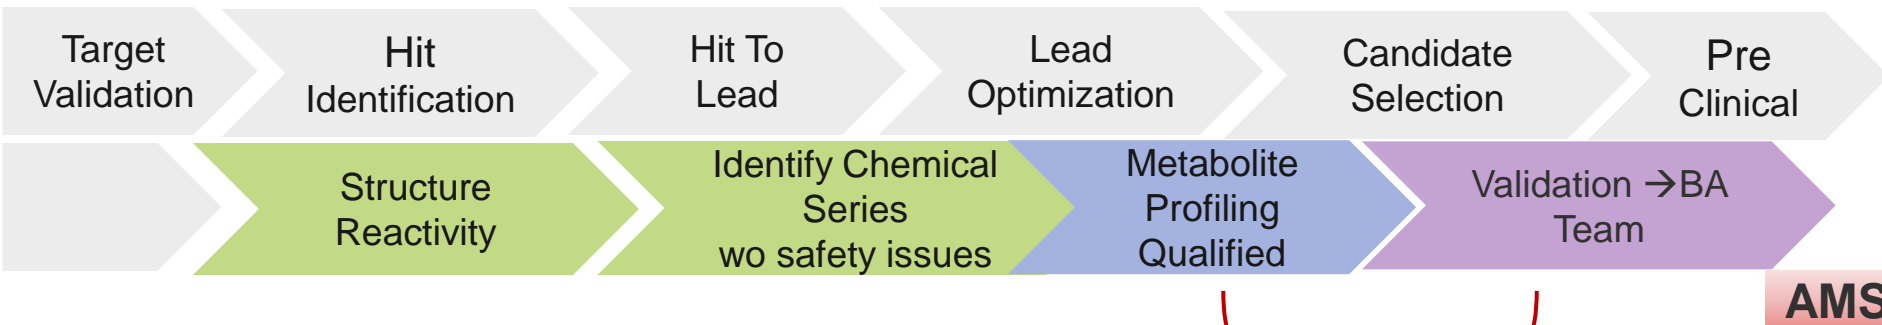 Target
Validation
Hit
Identification
Hit To
Lead
Lead
Optimization
Candidate
Selection
Pre
Clinical
Structure
Reactivity
Identify Chemical
Series
wo safety issues
Metabolite
Profiling
Qualified
Validation →BA
Team
AMS